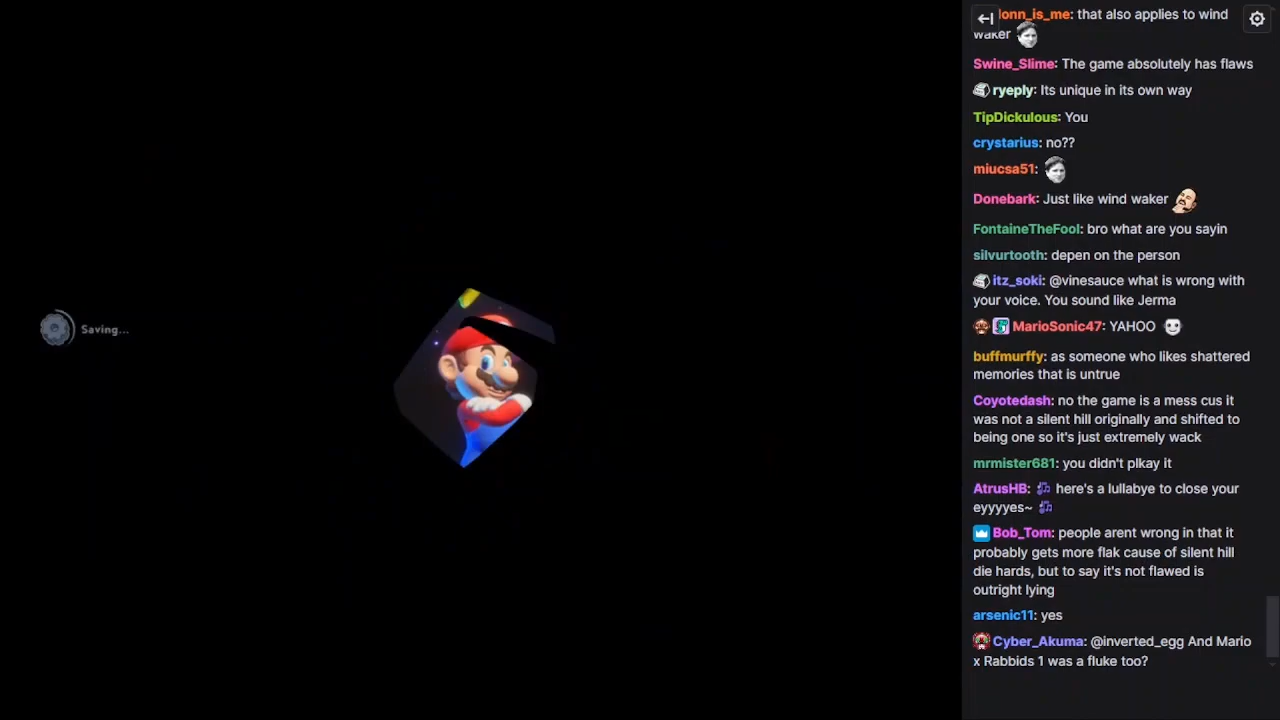 Saving...
onn_is_me: that also applies to wind
waker
Swine_Slime: The game absolutely has flaws
ryeply: Its unique in its own way
TipDickulous: You
crystarius: no??
miucsa51:
Donebark: Just like wind waker
FontaineTheFool: bro what are you sayin
silvurtooth: depen on the person
itz_soki: @vinesauce what is wrong with
your voice. You sound like Jerma
MarioSonic47: YAHOO
buffmurffy: as someone who likes shattered
memories that is untrue
Coyotedash: no the game is a mess cus it
was not a silent hill originally and shifted to
being one so it's just extremely wack
mrmister681: you didn't plkay it
AtrusHB: 🎶 here's a lullabye to close your
eyyyyes~ 🎶
Bob_Tom: people arent wrong in that it
probably gets more flak cause of silent hill
die hards, but to say it's not flawed is
outright lying
arsenic11: yes
Cyber_Akuma: @inverted_egg And Mario
x Rabbids 1 was a fluke too?